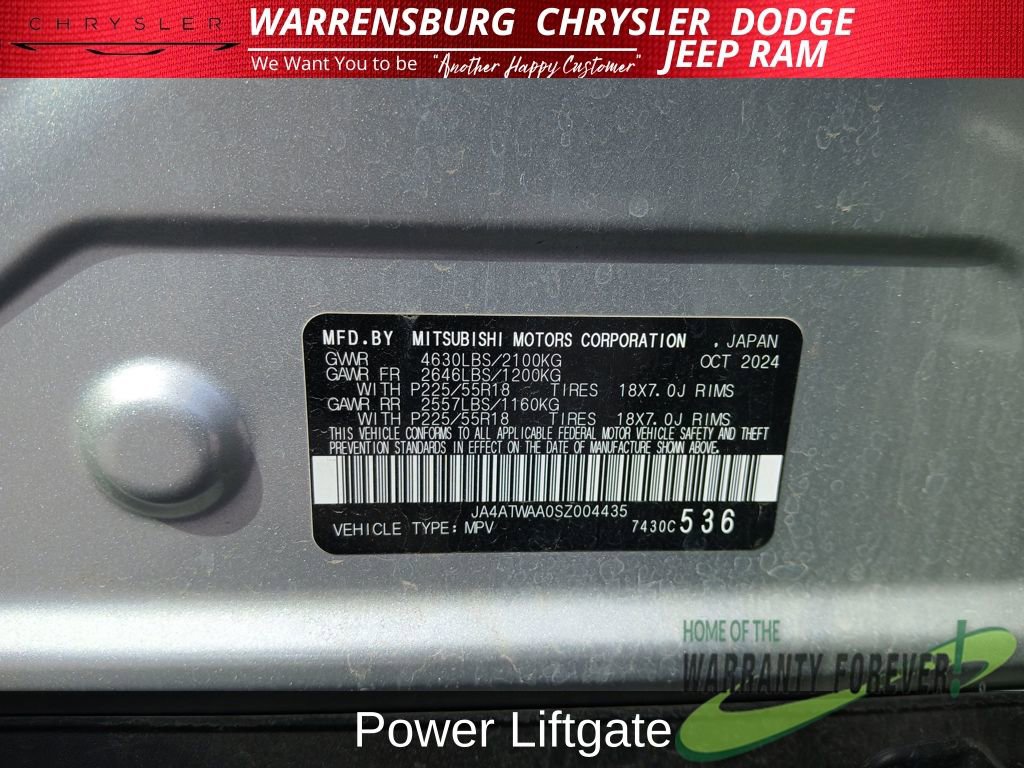 CHRYSLER
WARRENSBURG CHRYSLER DODGE
JEEP RAM
We Want You to be "Another Happy Customer"
MFD.BY MITSUBISHI MOTORS CORPORATION , JAPAN
GVWR 4630LBS/2100KG OCT 2024
GAWR FR 2646LBS/1200KG
WITH P225/55R18 TIRES 18X7.0J RIMS
GAWR RR 2557LBS/1160KG
WITH P225/55R18 TIRES 18X7.0J RIMS
THIS VEHICLE CONFORMS TO ALL APPLICABLE FEDERAL MOTOR VEHICLE SAFETY AND THEFT
PREVENTION STANDARDS IN EFFECT ON THE DATE OF MANUFACTURE SHOWN ABOVE.
JA4ATWAA0SZ004435
VEHICLE TYPE: MPV 7430C 536
HOME OF THE
WARRANTY FOREVER!
Power Liftgate